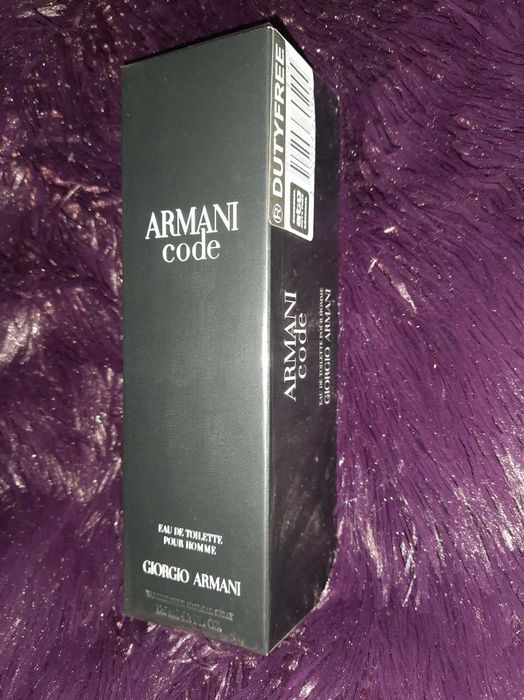 ARMANI
code
EAU DE TOILETTE
POUR HOMME
GIORGIO ARMANI
® DUTYFREE
ARMANI
code
EAU DE TOILETTE POUR HOMME
GIORGIO ARMANI